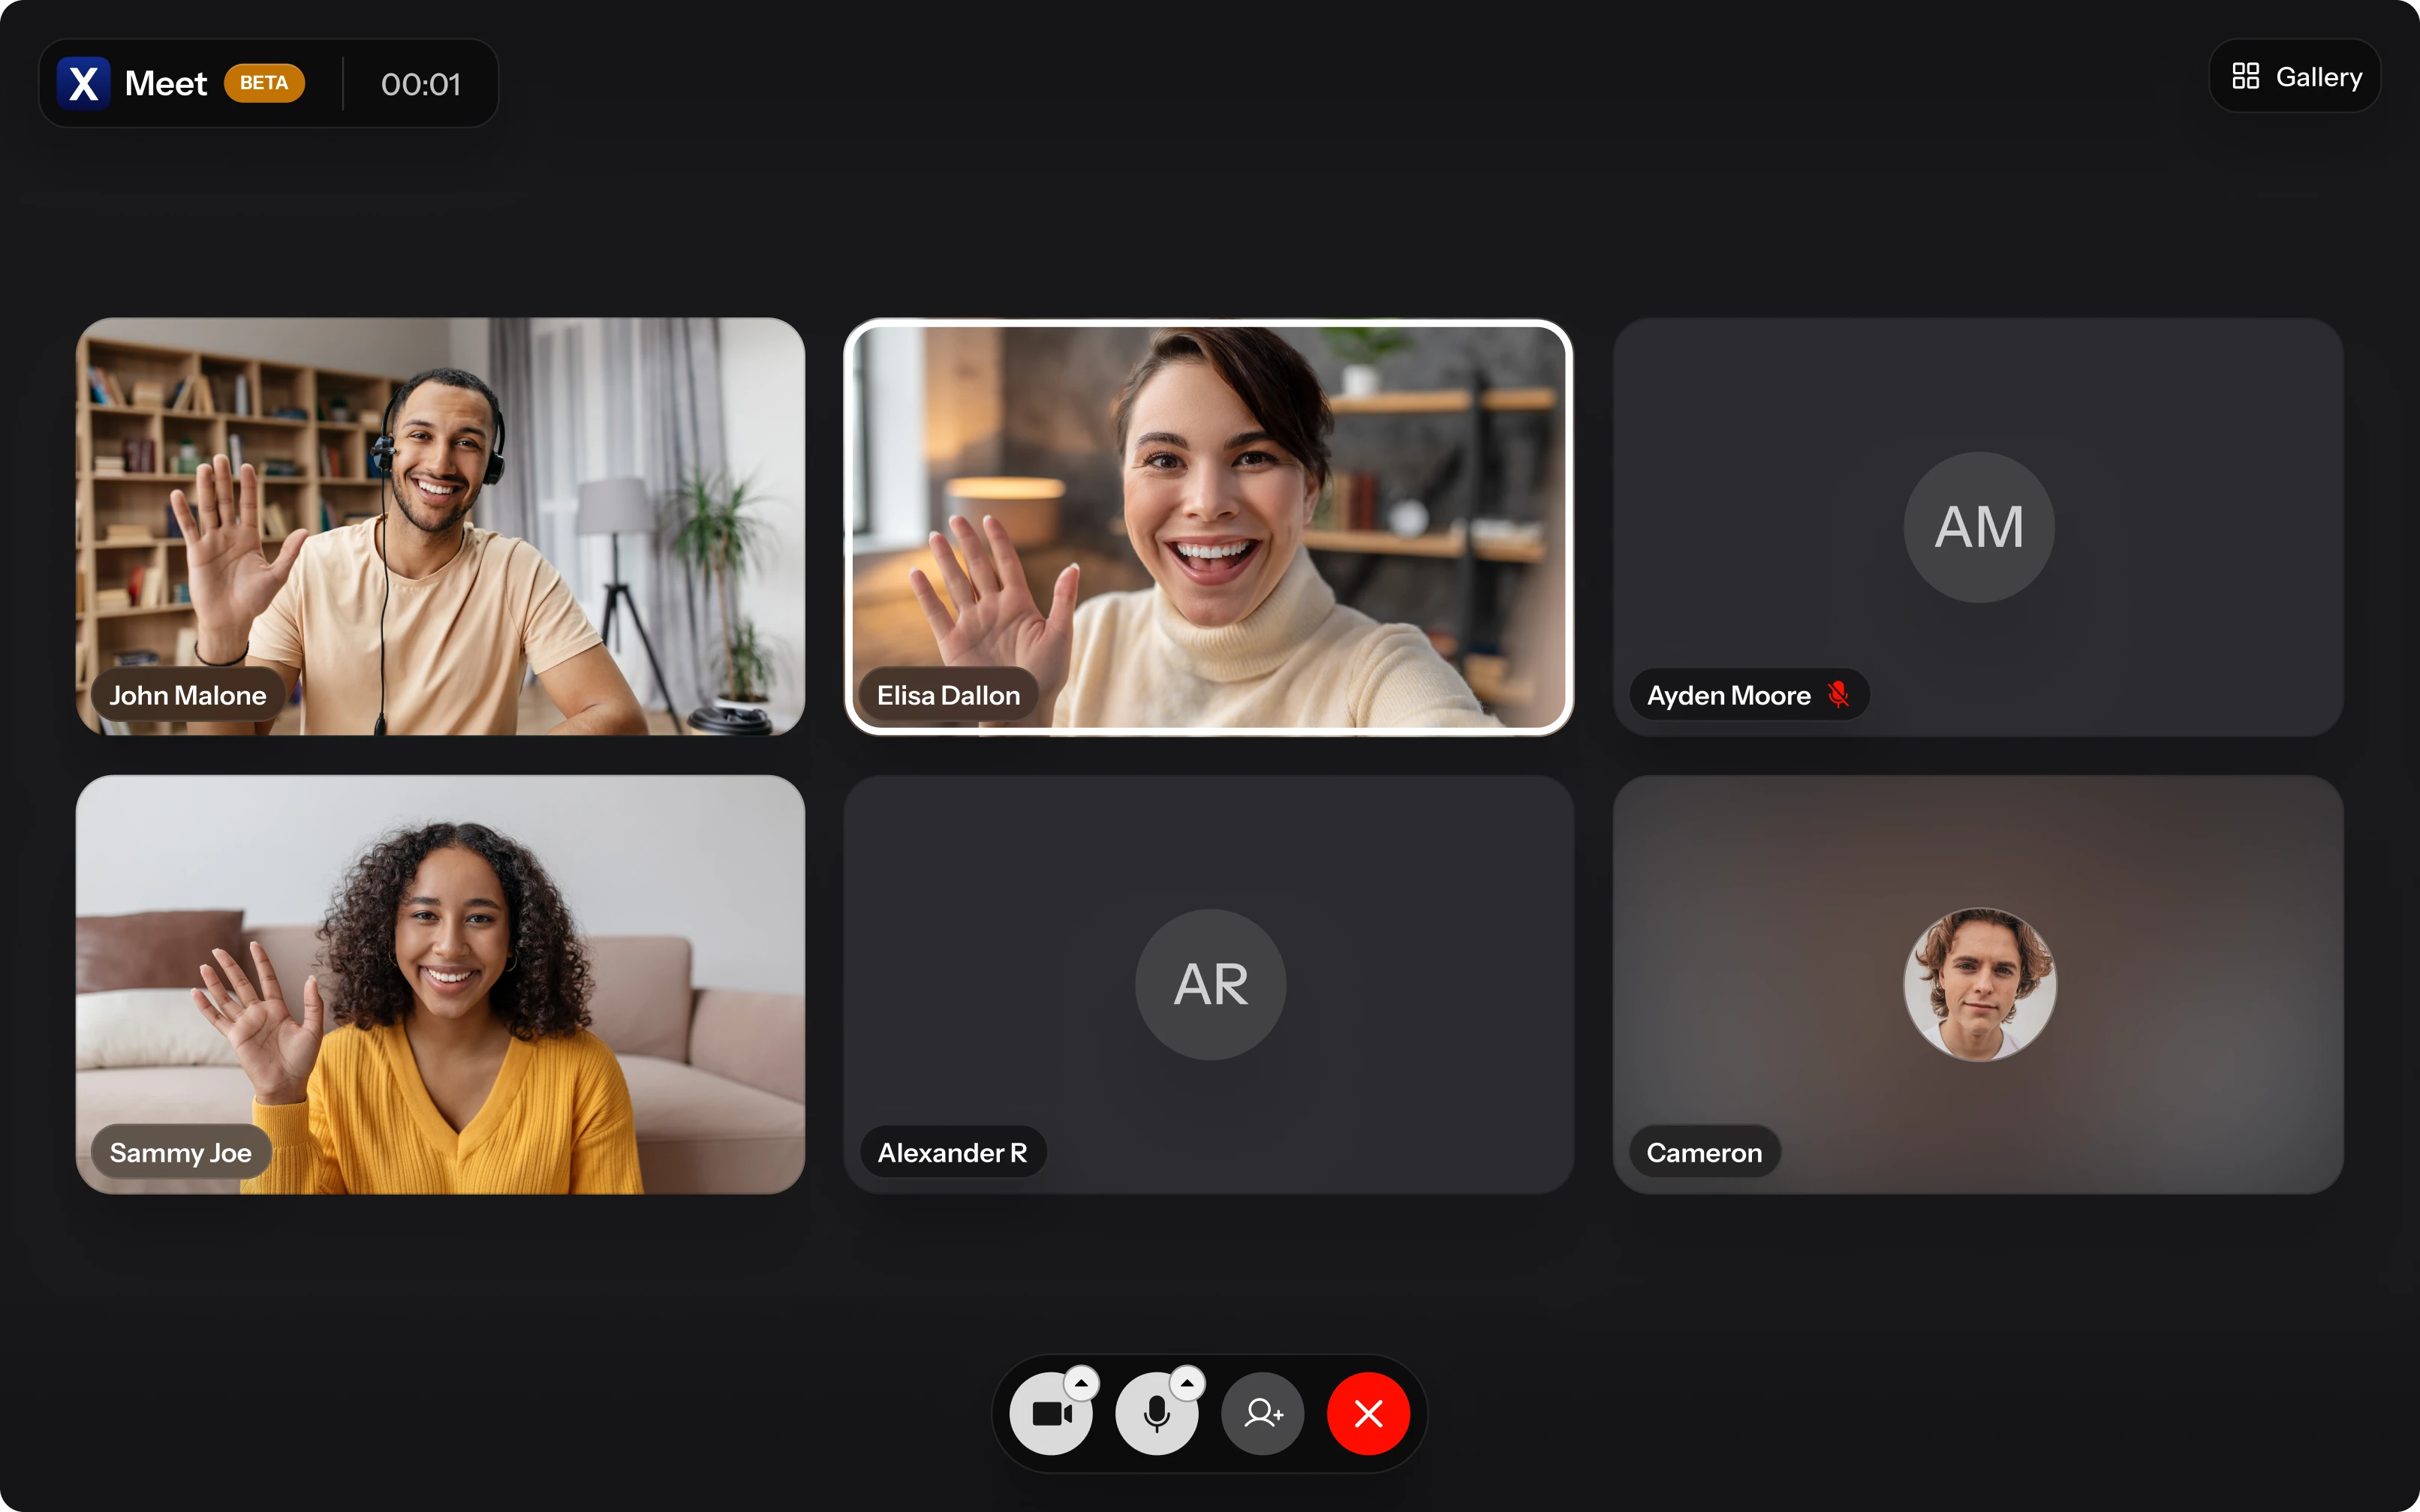 X Meet BETA 00:01
Gallery
John Malone
Elisa Dallon
AM
Ayden Moore
Sammy Joe
AR
Alexander R
Cameron